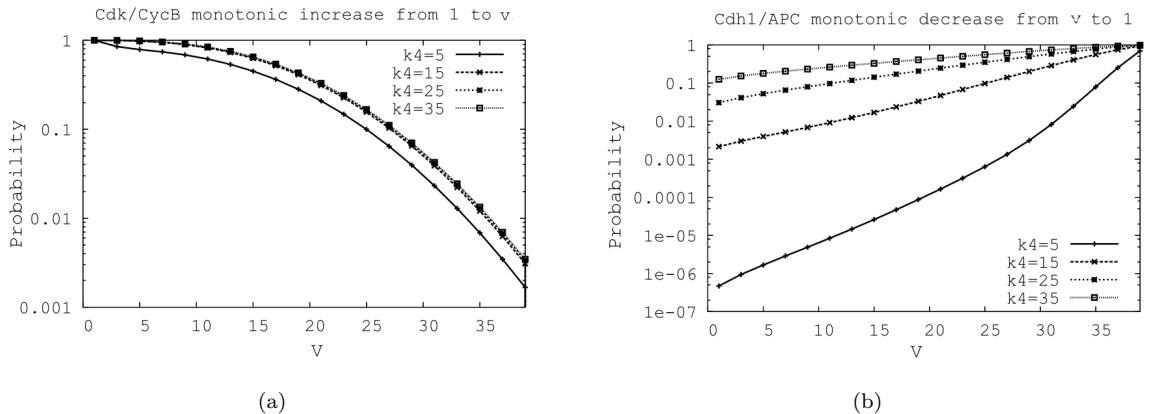 Cdk/CycB monotonic increase from 1 to v
1
0.1
0.01
0.001
Probability
k4=5
k4=15
k4=25
k4=35
0 5 10 15 20 25 30 35
V
(a)
Cdh1/APC monotonic decrease from v to 1
1
0.1
0.01
0.001
0.0001
1e-05
1e-06
1e-07
Probability
k4=5
k4=15
k4=25
k4=35
0 5 10 15 20 25 30 35
V
(b)